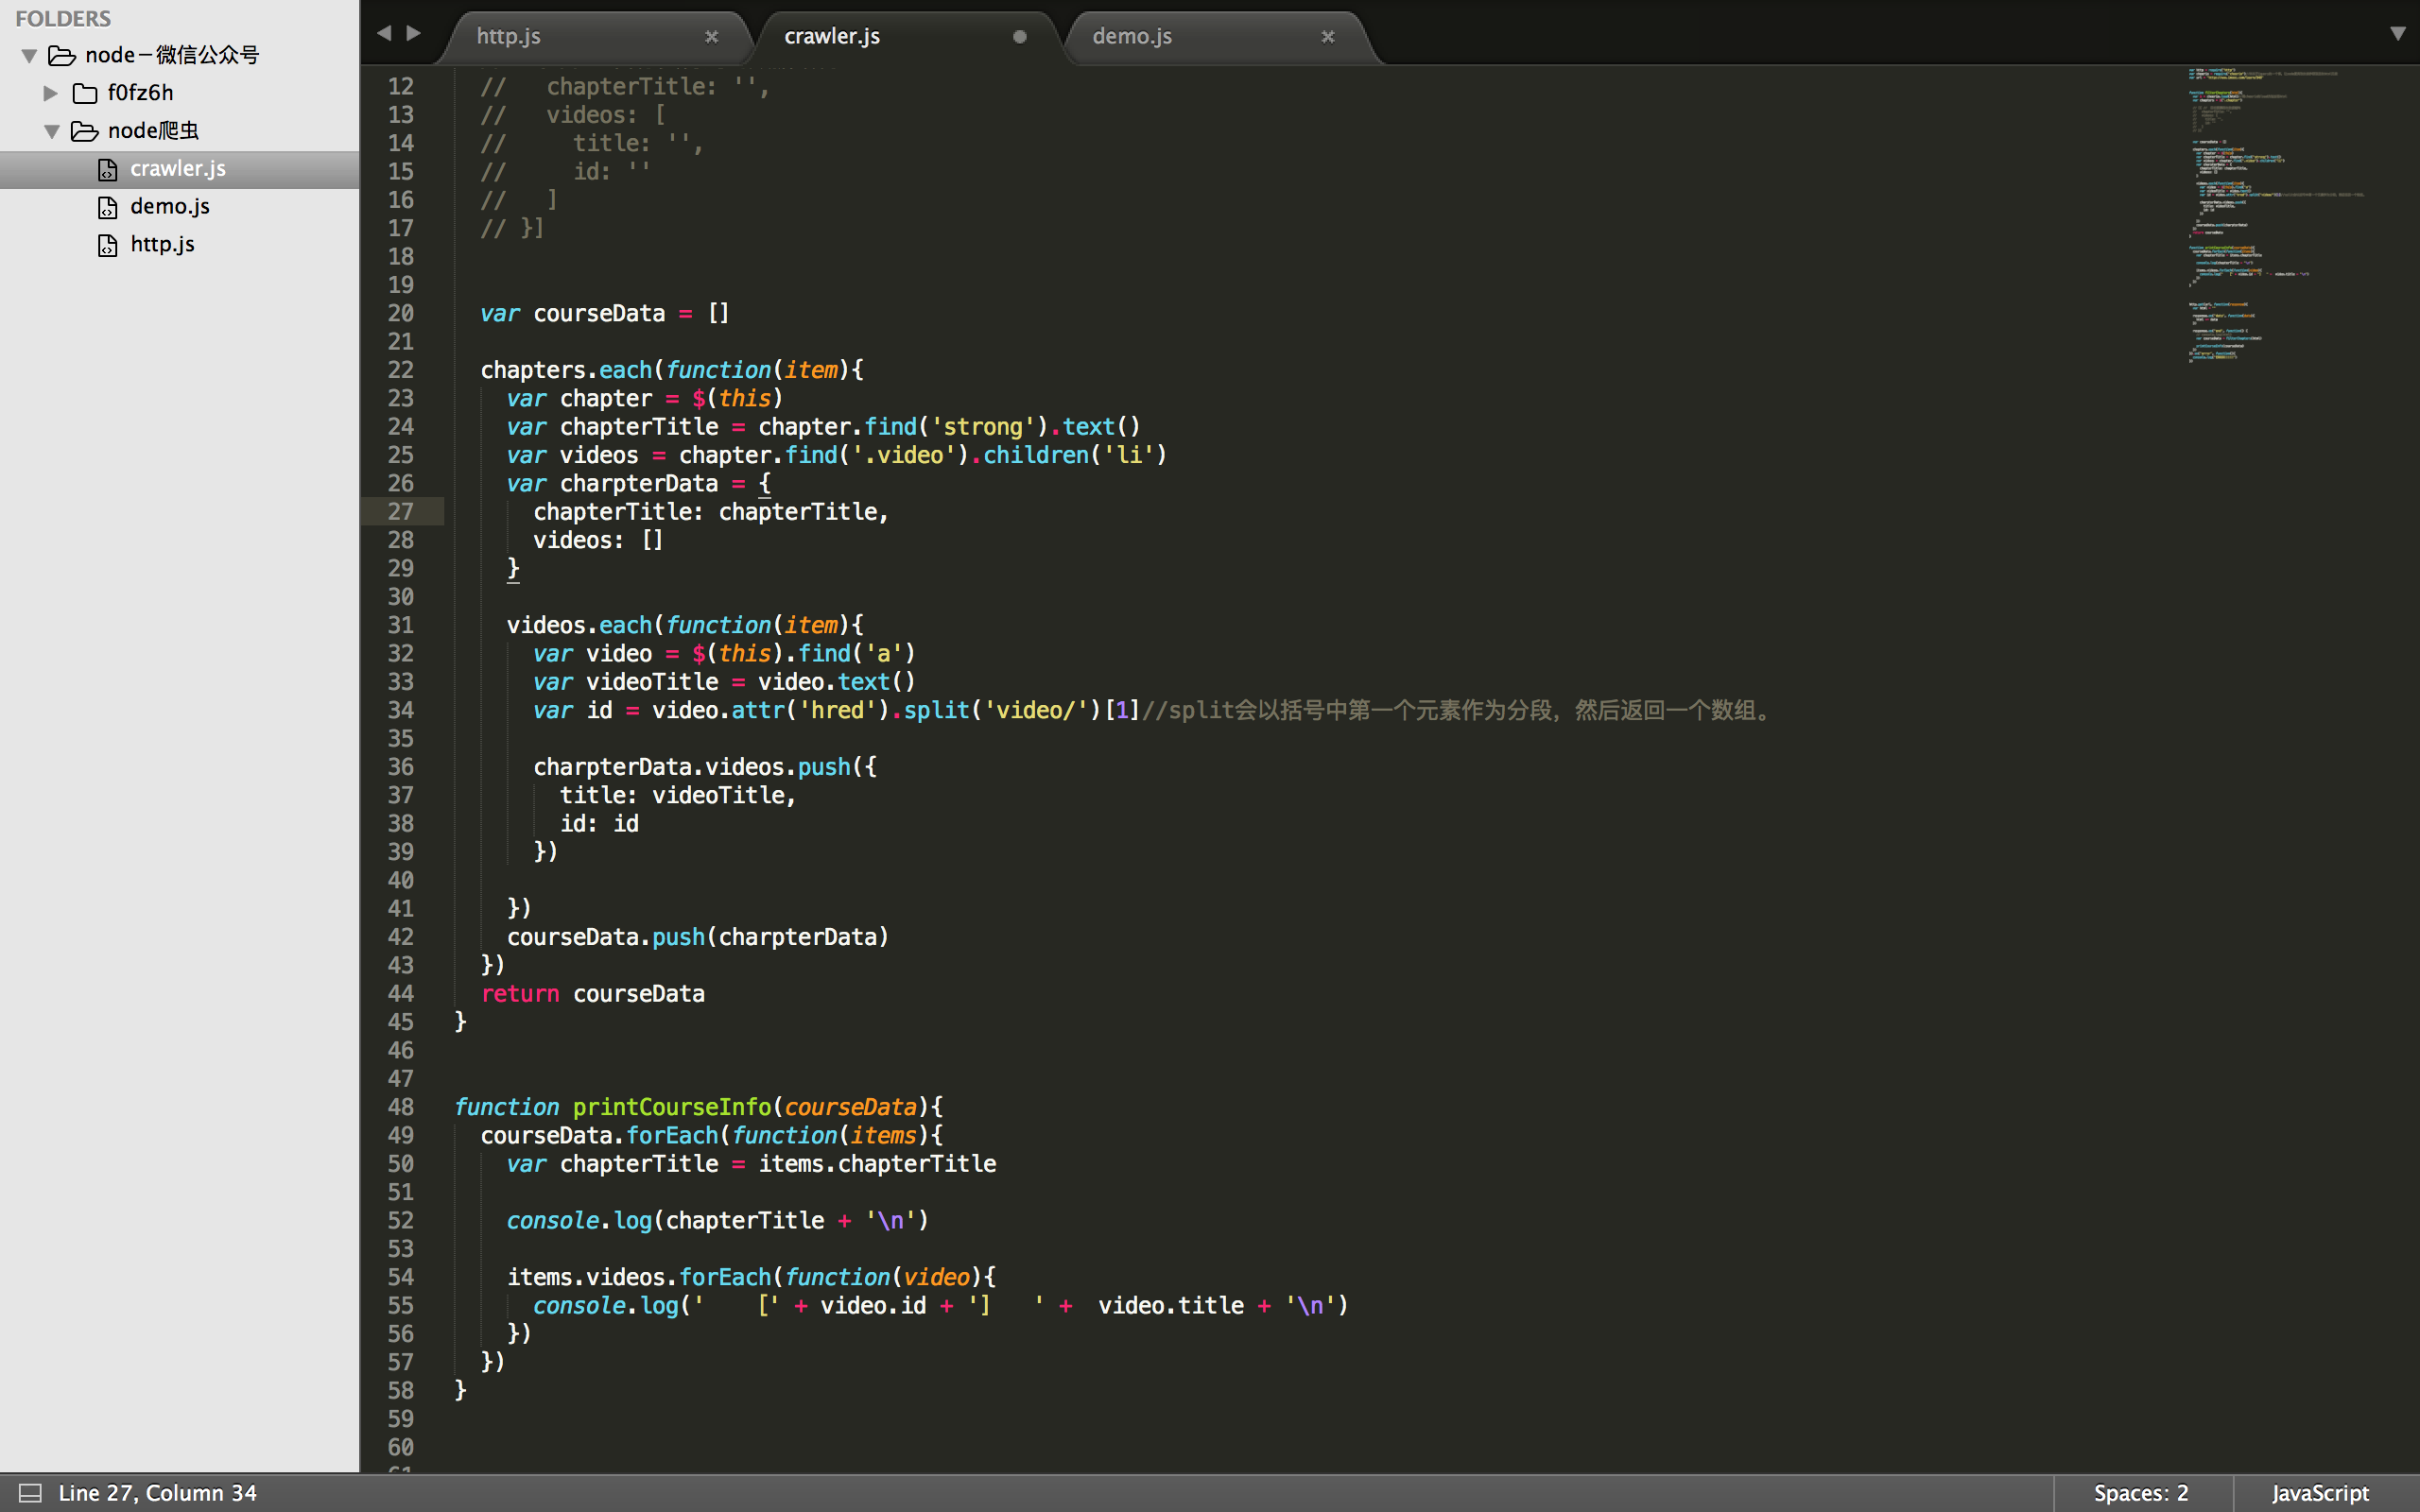 FOLDERS
node－微信公众号
f0fz6h
node爬虫
crawler.js
demo.js
http.js
http.js
crawler.js
demo.js
12 //   chapterTitle: '',
13 //   videos: [
14 //     title: '',
15 //     id: ''
16 //   ]
17 // }]
18
19
20 var courseData = []
21
22 chapters.each(function(item){
23 var chapter = $(this)
24 var chapterTitle = chapter.find('strong').text()
25 var videos = chapter.find('.video').children('li')
26 var charpterData = {
27 chapterTitle: chapterTitle,
28 videos: []
29 }
30
31 videos.each(function(item){
32 var video = $(this).find('a')
33 var videoTitle = video.text()
34 var id = video.attr('hred').split('video/')[1]//split会以括号中第一个元素作为分段，然后返回一个数组。
35
36 charpterData.videos.push({
37 title: videoTitle,
38 id: id
39 })
40
41 })
42 courseData.push(charpterData)
43 })
44 return courseData
45 }
46
47
48 function printCourseInfo(courseData){
49 courseData.forEach(function(items){
50 var chapterTitle = items.chapterTitle
51
52 console.log(chapterTitle + '\n')
53
54 items.videos.forEach(function(video){
55 console.log('    [' + video.id + ']   ' +  video.title + '\n')
56 })
57 })
58 }
59
60
61
Line 27, Column 34
Spaces: 2
JavaScript